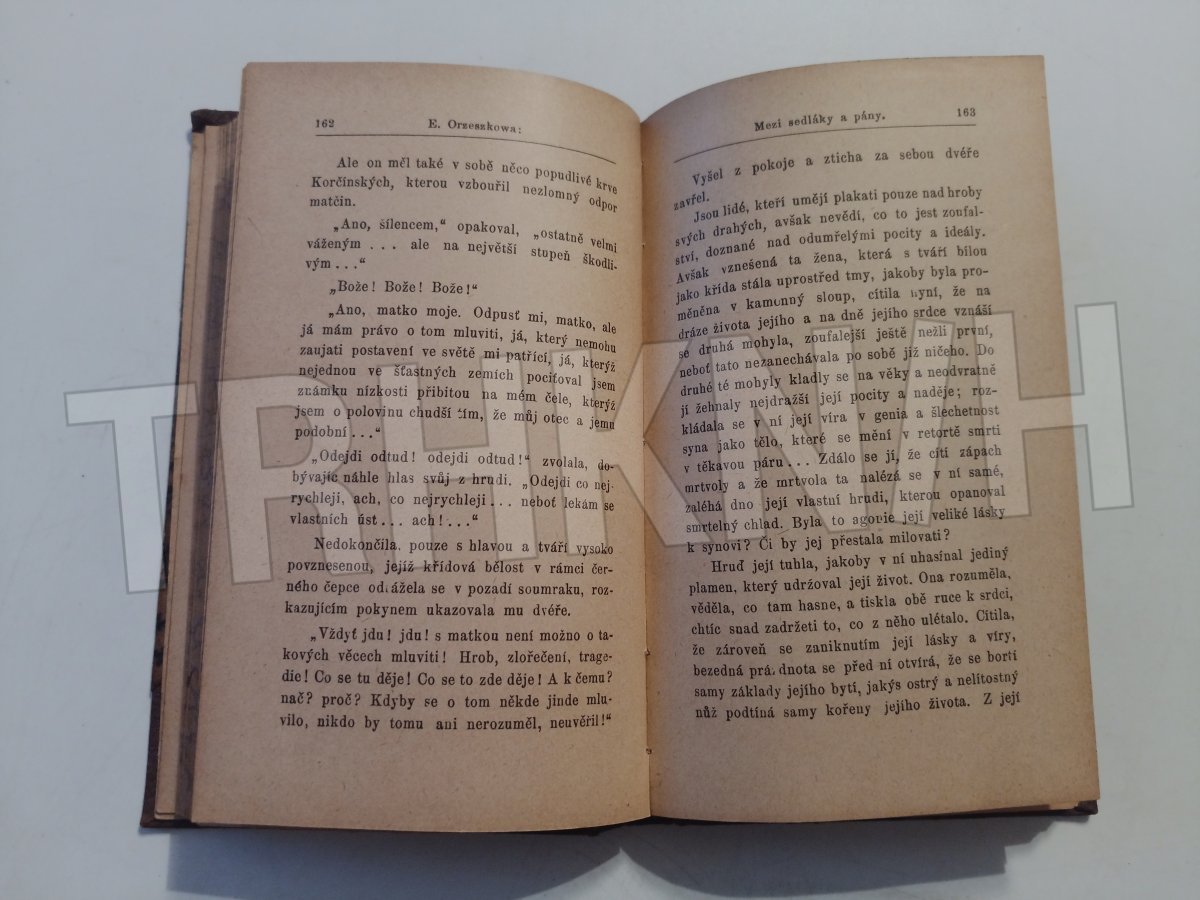 162
E. Orzeszkowa:
Ale on měl také v sobě něco popudlivé krve
Korčínských, kterou vzbouřil nezlomný odpor
matčin.
„Ano, šílencem,“ opakoval, „ostatně velmi
váženým . . . ale na největší stupeň škodli-
vým . . .“
„Bože! Bože! Bože!“
„Ano, matko moje. Odpusť mi, matko, ale
já mám právo o tom mluviti, já, který nemohu
zaujati postavení ve světě mi patřící, já, kterýž
nejednou ve šťastných zemích pociťoval jsem
známku nízkosti přibitou na mém čele, kterýž
jsem o polovinu chudší tím, že můj otec a jemu
podobní . . .“
„Odejdi odtud! odejdi odtud!“ zvolala, do-
bývajíc náhle hlas svůj z hrudi. „Odejdi co nej-
rychleji, ach, co nejrychleji . . . neboť lekám se
vlastních úst . . . ach! . . .“
Nedokončila, pouze s hlavou a tváří vysoko
povznesenou, jejíž křídová bělost v rámci čer-
ného čepce odrážela se v pozadí soumraku, roz-
kazujícím pokynem ukazovala mu dvéře.
„Vždyť jdu! jdu! s matkou není možno o ta-
kových věcech mluviti! Hrob, zlořečení, trage-
die! Co se tu děje! Co se to zde děje! A k čemu?
nač? proč? Kdyby se o tom někde jinde mlu-
vilo, nikdo by tomu ani nerozuměl, neuvěřil!“
Mezi sedláky a pány.
163
Vyšel z pokoje a zticha za sebou dvéře
zavřel.
Jsou lidé, kteří umějí plakati pouze nad hroby
svých drahých, avšak nevědí, co to jest zoufal-
ství, doznané nad odumřelými pocity a ideály.
Avšak vznešená ta žena, která s tváří bílou
jako křída stála uprostřed tmy, jakoby byla pro-
měněna v kamenný sloup, cítila nyní, že na
dráze života jejího a na dně jejího srdce vznáší
se druhá mohyla, zoufalejší ještě nežli první,
neboť tato nezanechávala po sobě již ničeho. Do
druhé té mohyly kladly se na věky a neodvratně
jí žehnaly nejdražší její pocity a naděje; roz-
kládala se v ní její víra v genia a šlechetnost
syna jako tělo, které se mění v retortě smrti
v těkavou páru . . . Zdálo se jí, že cítí zápach
mrtvoly a že mrtvola ta nalézá se v ní samé,
zaléhá dno její vlastní hrudi, kterou opanoval
smrtelný chlad. Byla to agonie její veliké lásky
k synovi? Či by jej přestala milovati?
Hruď její tuhla, jakoby v ní uhasínal jediný
plamen, který udržoval její život. Ona rozuměla,
věděla, co tam hasne, a tiskla obě ruce k srdci,
chtíc snad zadržeti to, co z něho ulétalo. Cítila,
že zároveň se zaniknutím její lásky a víry,
bezedná prázdnota se před ní otvírá, že se bortí
samy základy jejího bytí, jakýs ostrý a nelítostný
nůž podtíná samy kořeny jejího života. Z její
TRHKNIH